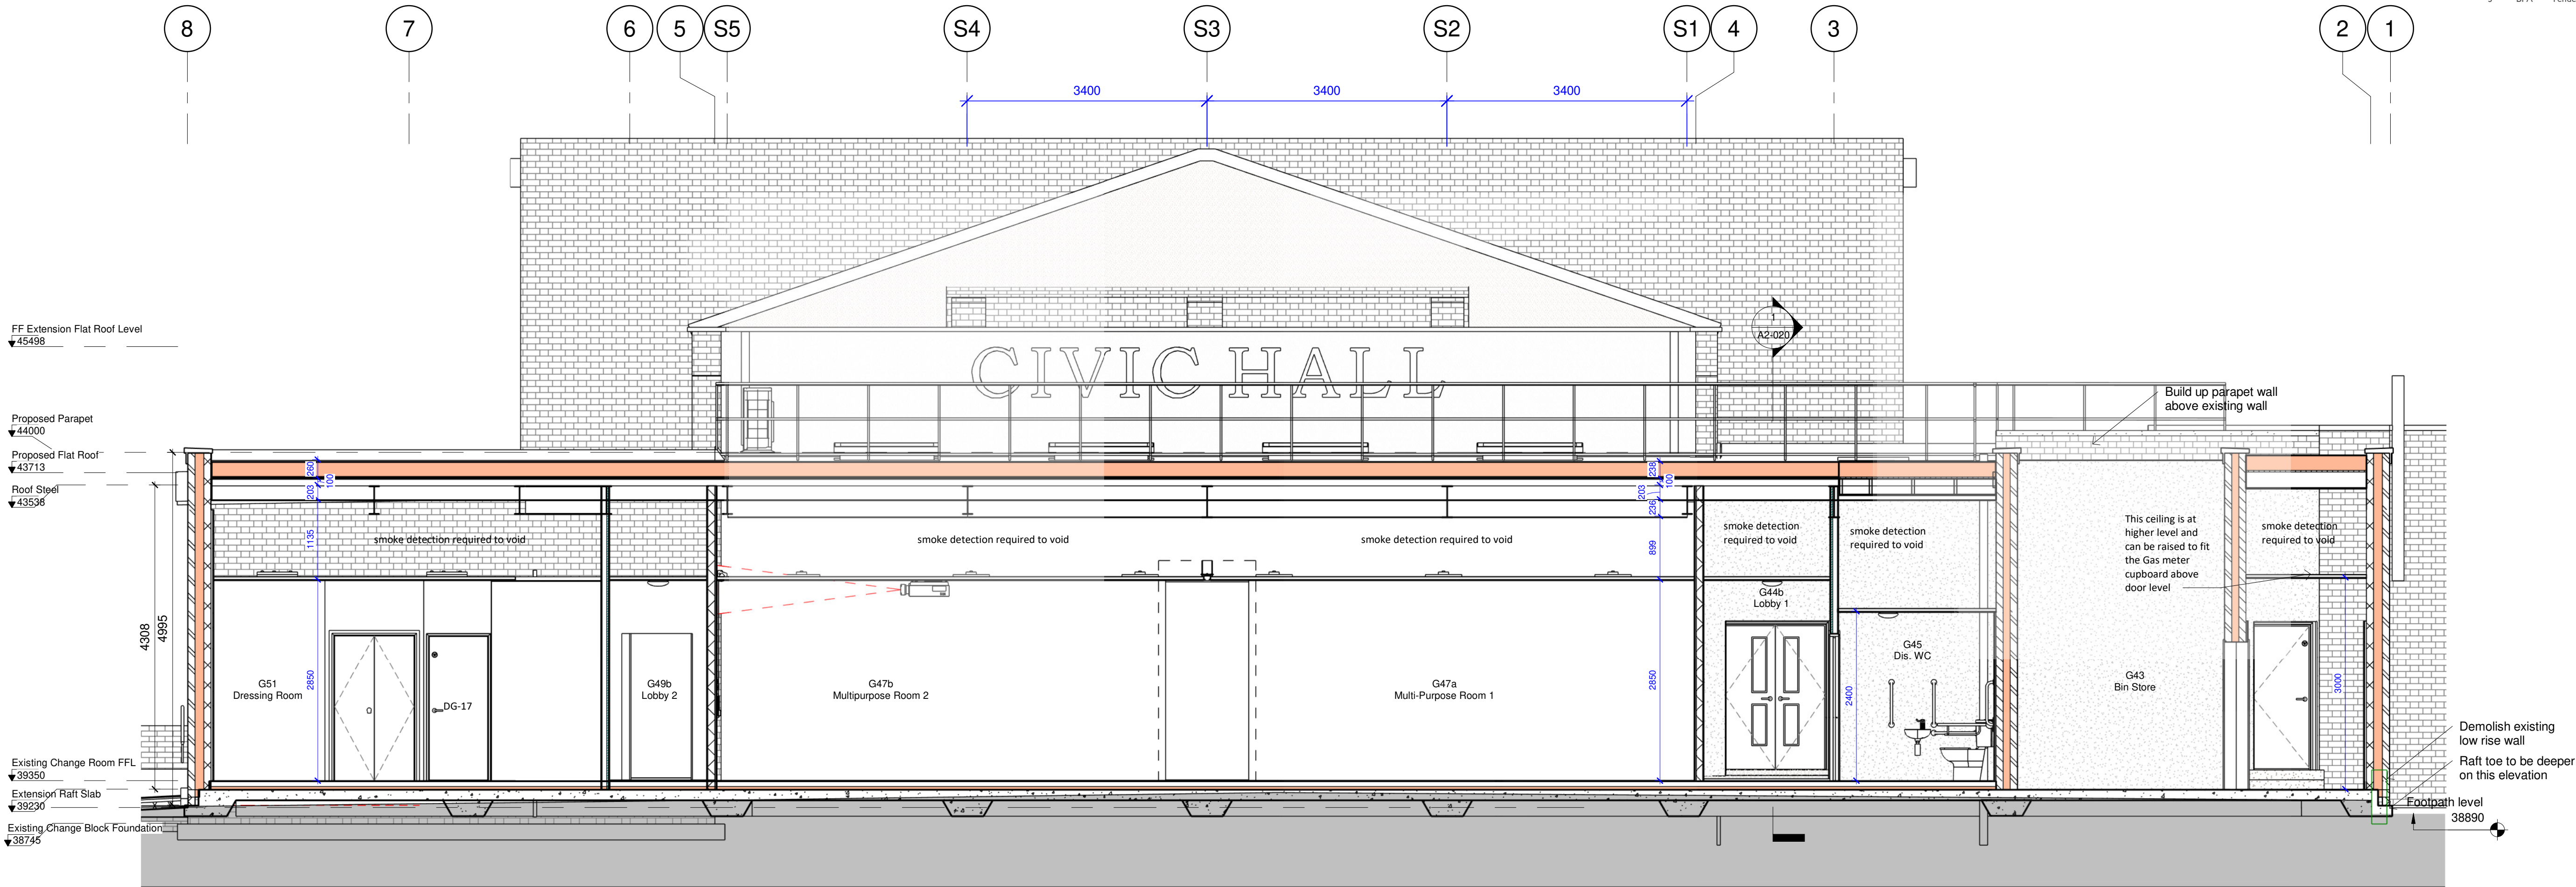 8
7
6
5
S5
S4
S3
S2
S1
4
3
2
1
3400
3400
3400
FF Extension Flat Roof Level
45498
Proposed Parapet
44000
Proposed Flat Roof
43713
Roof Steel
43538
Existing Change Room FFL
39350
Extension Raft Slab
39230
Existing Change Block Foundation
38745
4308
4995
1
A2-020
CIVIC HALL
Build up parapet wall
above existing wall
260
100
203
1135
2850
238
100
203
236
899
2850
2400
3000
smoke detection required to void
smoke detection required to void
smoke detection required to void
smoke detection
required to void
smoke detection
required to void
This ceiling is at
higher level and
can be raised to fit
the Gas meter
cupboard above
door level
smoke detection
required to void
G51
Dressing Room
DG-17
G49b
Lobby 2
G47b
Multipurpose Room 2
G47a
Multi-Purpose Room 1
G44b
Lobby 1
G45
Dis. WC
G43
Bin Store
Demolish existing
low rise wall
Raft toe to be deeper
on this elevation
Footpath level
38890